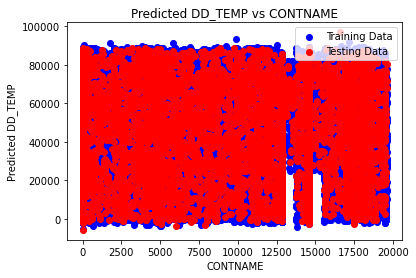 Predicted DD_TEMP vs CONTNAME
Training Data
Testing Data
Predicted DD_TEMP
100000
80000
60000
40000
20000
0
0 2500 5000 7500 10000 12500 15000 17500 20000
CONTNAME